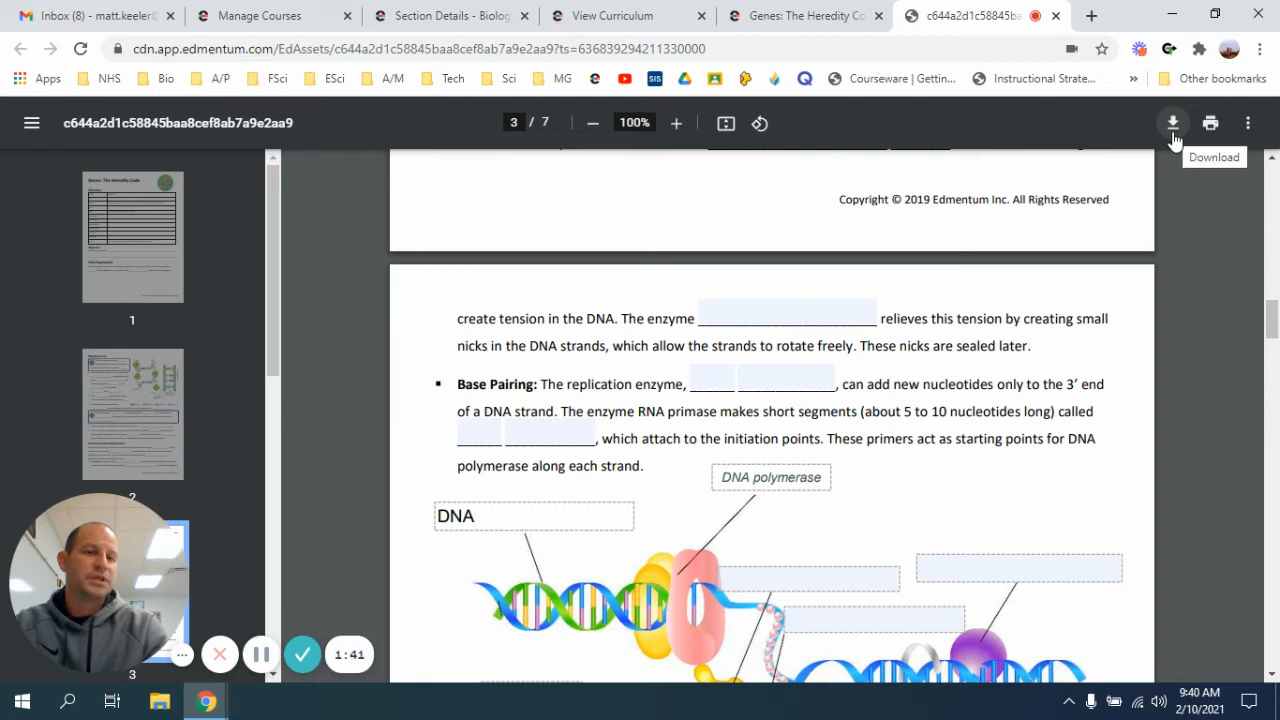 Inbox (8) - matt.keeler@
Manage Courses
Section Details - Biolog
View Curriculum
Genes: The Heredity Co
c644a2d1c58845ba
cdn.app.edmentum.com/EdAssets/c644a2d1c58845baa8cef8ab7a9e2aa9?ts=636839294211330000
Apps
NHS
Bio
A/P
FSci
ESci
A/M
Tech
Sci
MG
SIS
Courseware | Gettin...
Instructional Strate...
»
Other bookmarks
c644a2d1c58845baa8cef8ab7a9e2aa9
3 / 7
100%
Download
Genes: The Heredity Code
1
2
3
Copyright © 2019 Edmentum Inc. All Rights Reserved
create tension in the DNA. The enzyme ________________________ relieves this tension by creating small
nicks in the DNA strands, which allow the strands to rotate freely. These nicks are sealed later.
▪ Base Pairing: The replication enzyme, ______ _____________, can add new nucleotides only to the 3' end
of a DNA strand. The enzyme RNA primase makes short segments (about 5 to 10 nucleotides long) called
______ ____________, which attach to the initiation points. These primers act as starting points for DNA
polymerase along each strand.
DNA polymerase
DNA
1:41
9:40 AM
2/10/2021